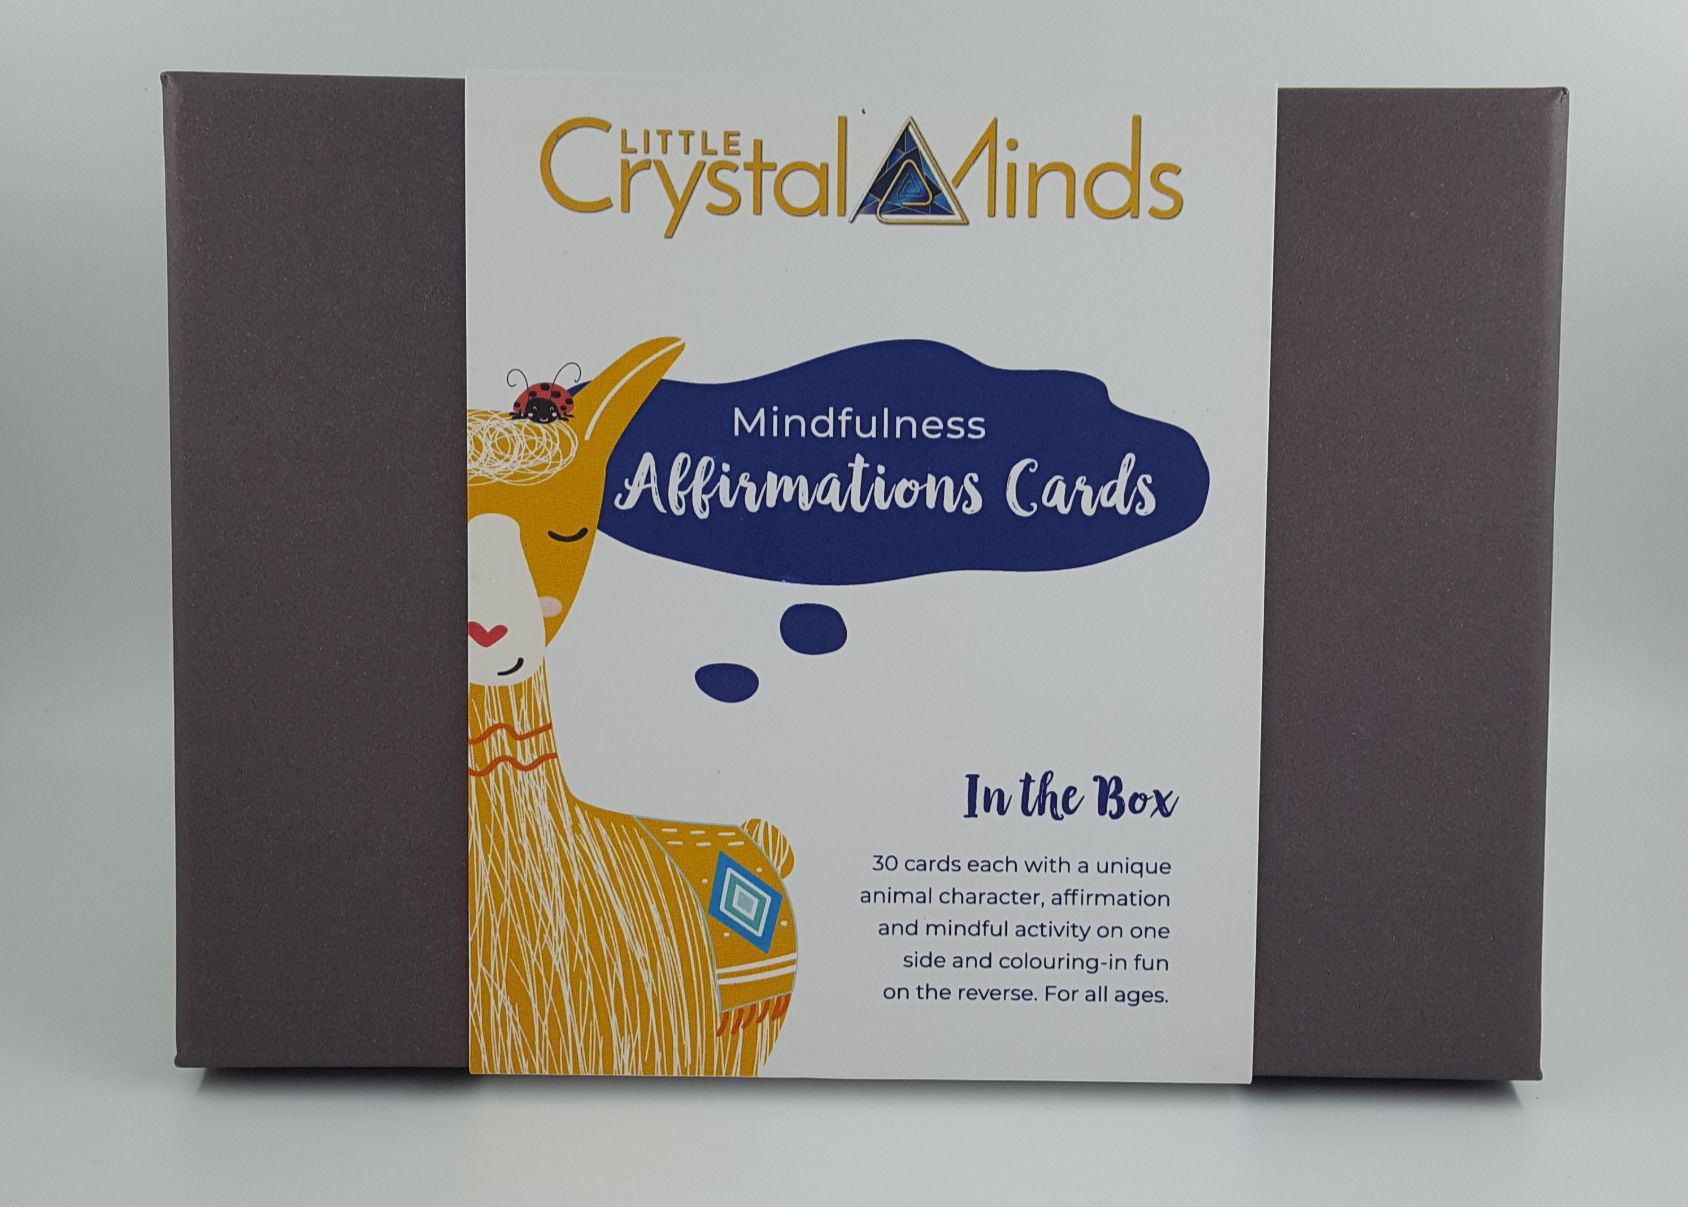 LITTLE
Crystal Minds
Mindfulness
Affirmations Cards
In the Box
30 cards each with a unique
animal character, affirmation
and mindful activity on one
side and colouring-in fun
on the reverse. For all ages.